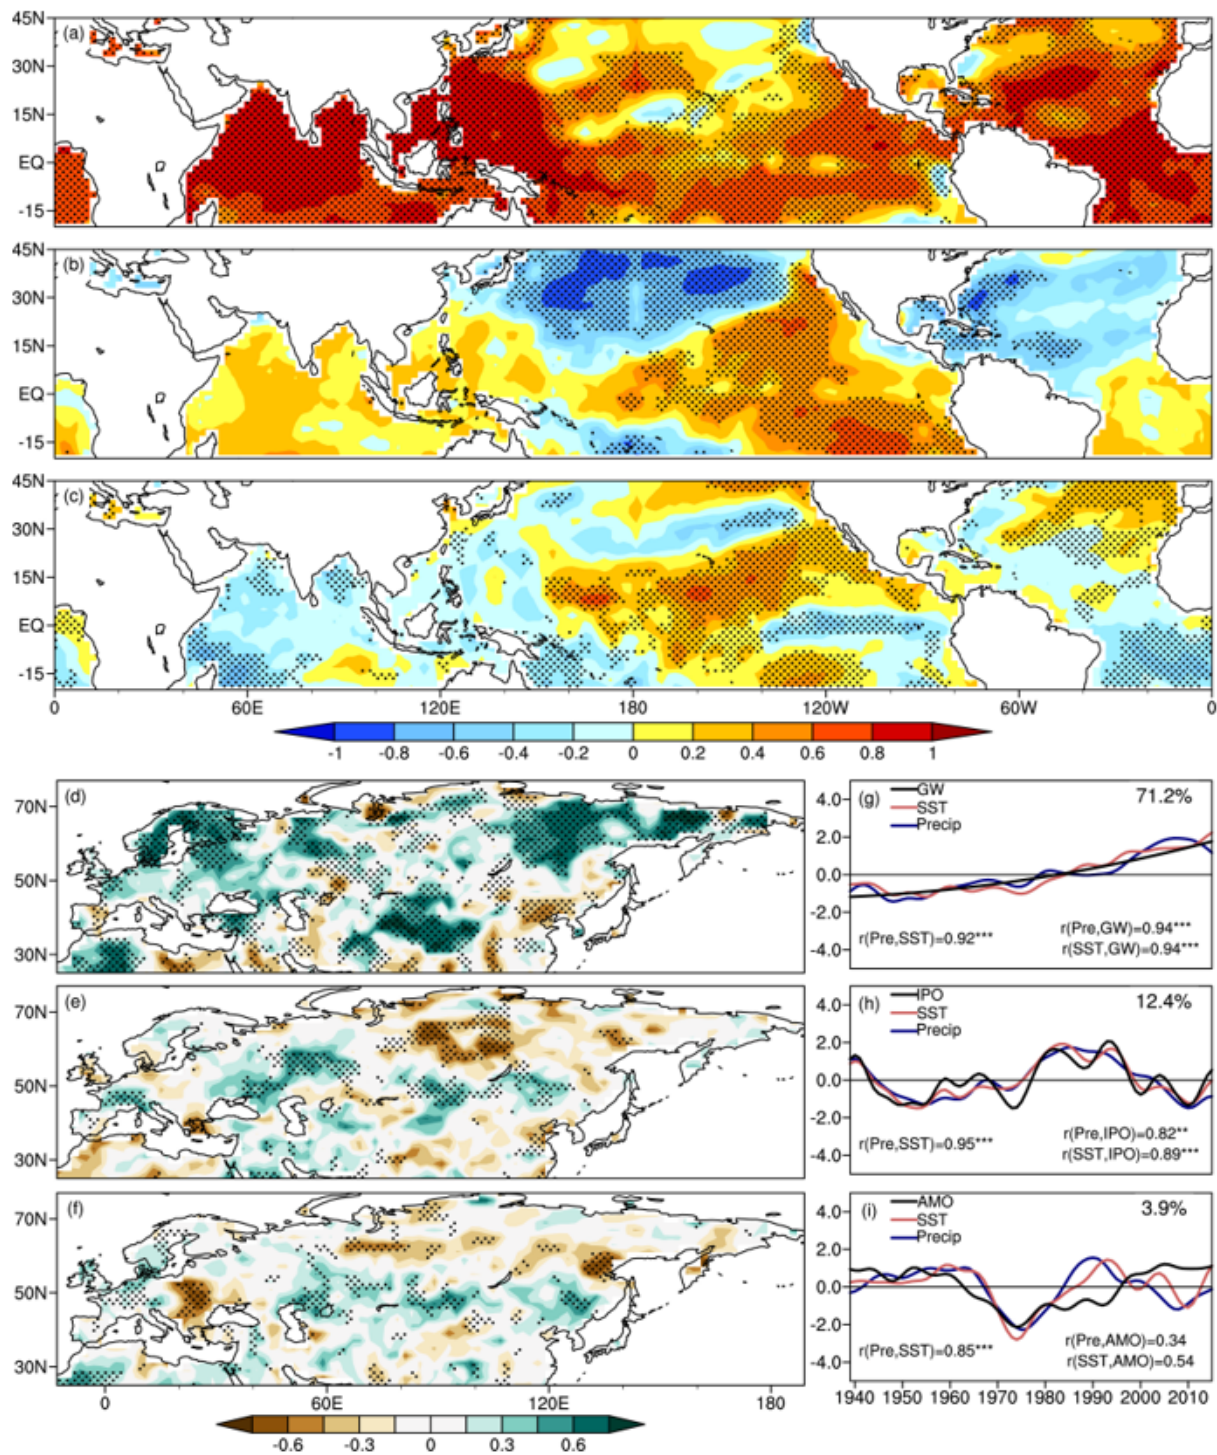 45N
(a)
30N
15N
EQ
-15
45N
(b)
30N
15N
EQ
-15
45N
(c)
30N
15N
EQ
-15
0 60E 120E 180 120W 60W 0
-1 -0.8 -0.6 -0.4 -0.2 0 0.2 0.4 0.6 0.8 1
(d)
70N
50N
30N
(g) GW 71.2%
SST
Precip
4.0
2.0
0.0
-2.0
-4.0
r(Pre,SST)=0.92***
r(Pre,GW)=0.94***
r(SST,GW)=0.94***
(e)
70N
50N
30N
(h) IPO 12.4%
SST
Precip
4.0
2.0
0.0
-2.0
-4.0
r(Pre,SST)=0.95***
r(Pre,IPO)=0.82**
r(SST,IPO)=0.89***
(f)
70N
50N
30N
0 60E 120E 180
-0.6 -0.3 0 0.3 0.6
(i) AMO 3.9%
SST
Precip
4.0
2.0
0.0
-2.0
-4.0
r(Pre,SST)=0.85***
r(Pre,AMO)=0.34
r(SST,AMO)=0.54
1940 1950 1960 1970 1980 1990 2000 2010